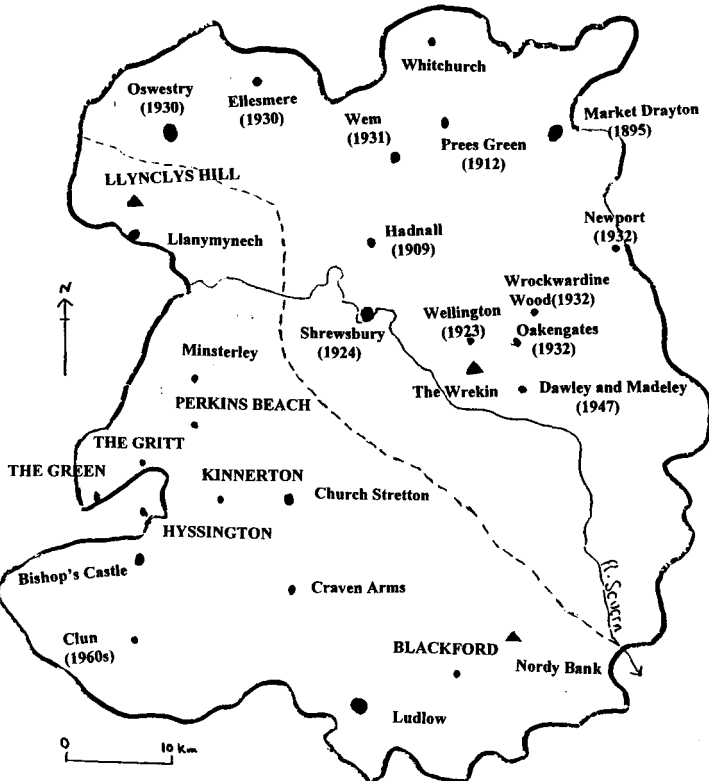 Whitchurch
Oswestry
(1930)
Ellesmere
(1930)
Wem
(1931)
Prees Green
(1912)
Market Drayton
(1895)
LLYNCLYS HILL
Llanymynech
Hadnall
(1909)
Newport
(1932)
N
Wrockwardine
Wood(1932)
Wellington
(1923)
Oakengates
(1932)
Shrewsbury
(1924)
Minsterley
The Wrekin
Dawley and Madeley
(1947)
PERKINS BEACH
THE GRITT
THE GREEN
KINNERTON
Church Stretton
HYSSINGTON
Bishop's Castle
Craven Arms
R. Severn
Clun
(1960s)
BLACKFORD
Nordy Bank
Ludlow
0 10 Km